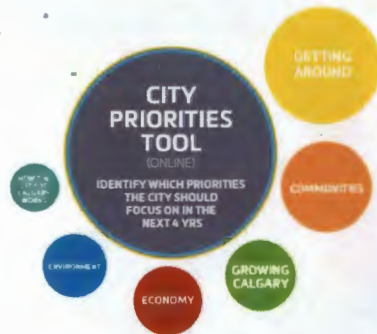 CITY
PRIORITIES
TOOL
(ONLINE)
IDENTIFY WHICH PRIORITIES
THE CITY SHOULD
FOCUS ON IN THE
NEXT 4 YRS
GETTING
AROUND
COMMUNITIES
GROWING
CALGARY
ECONOMY
ENVIRONMENT